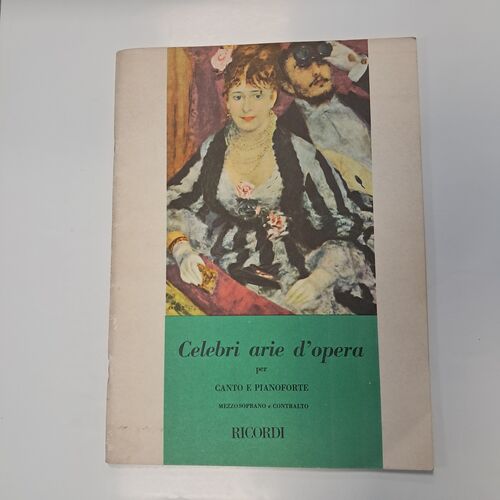 Celebri arie d'opera
per
CANTO E PIANOFORTE
MEZZOSOPRANO e CONTRALTO
RICORDI